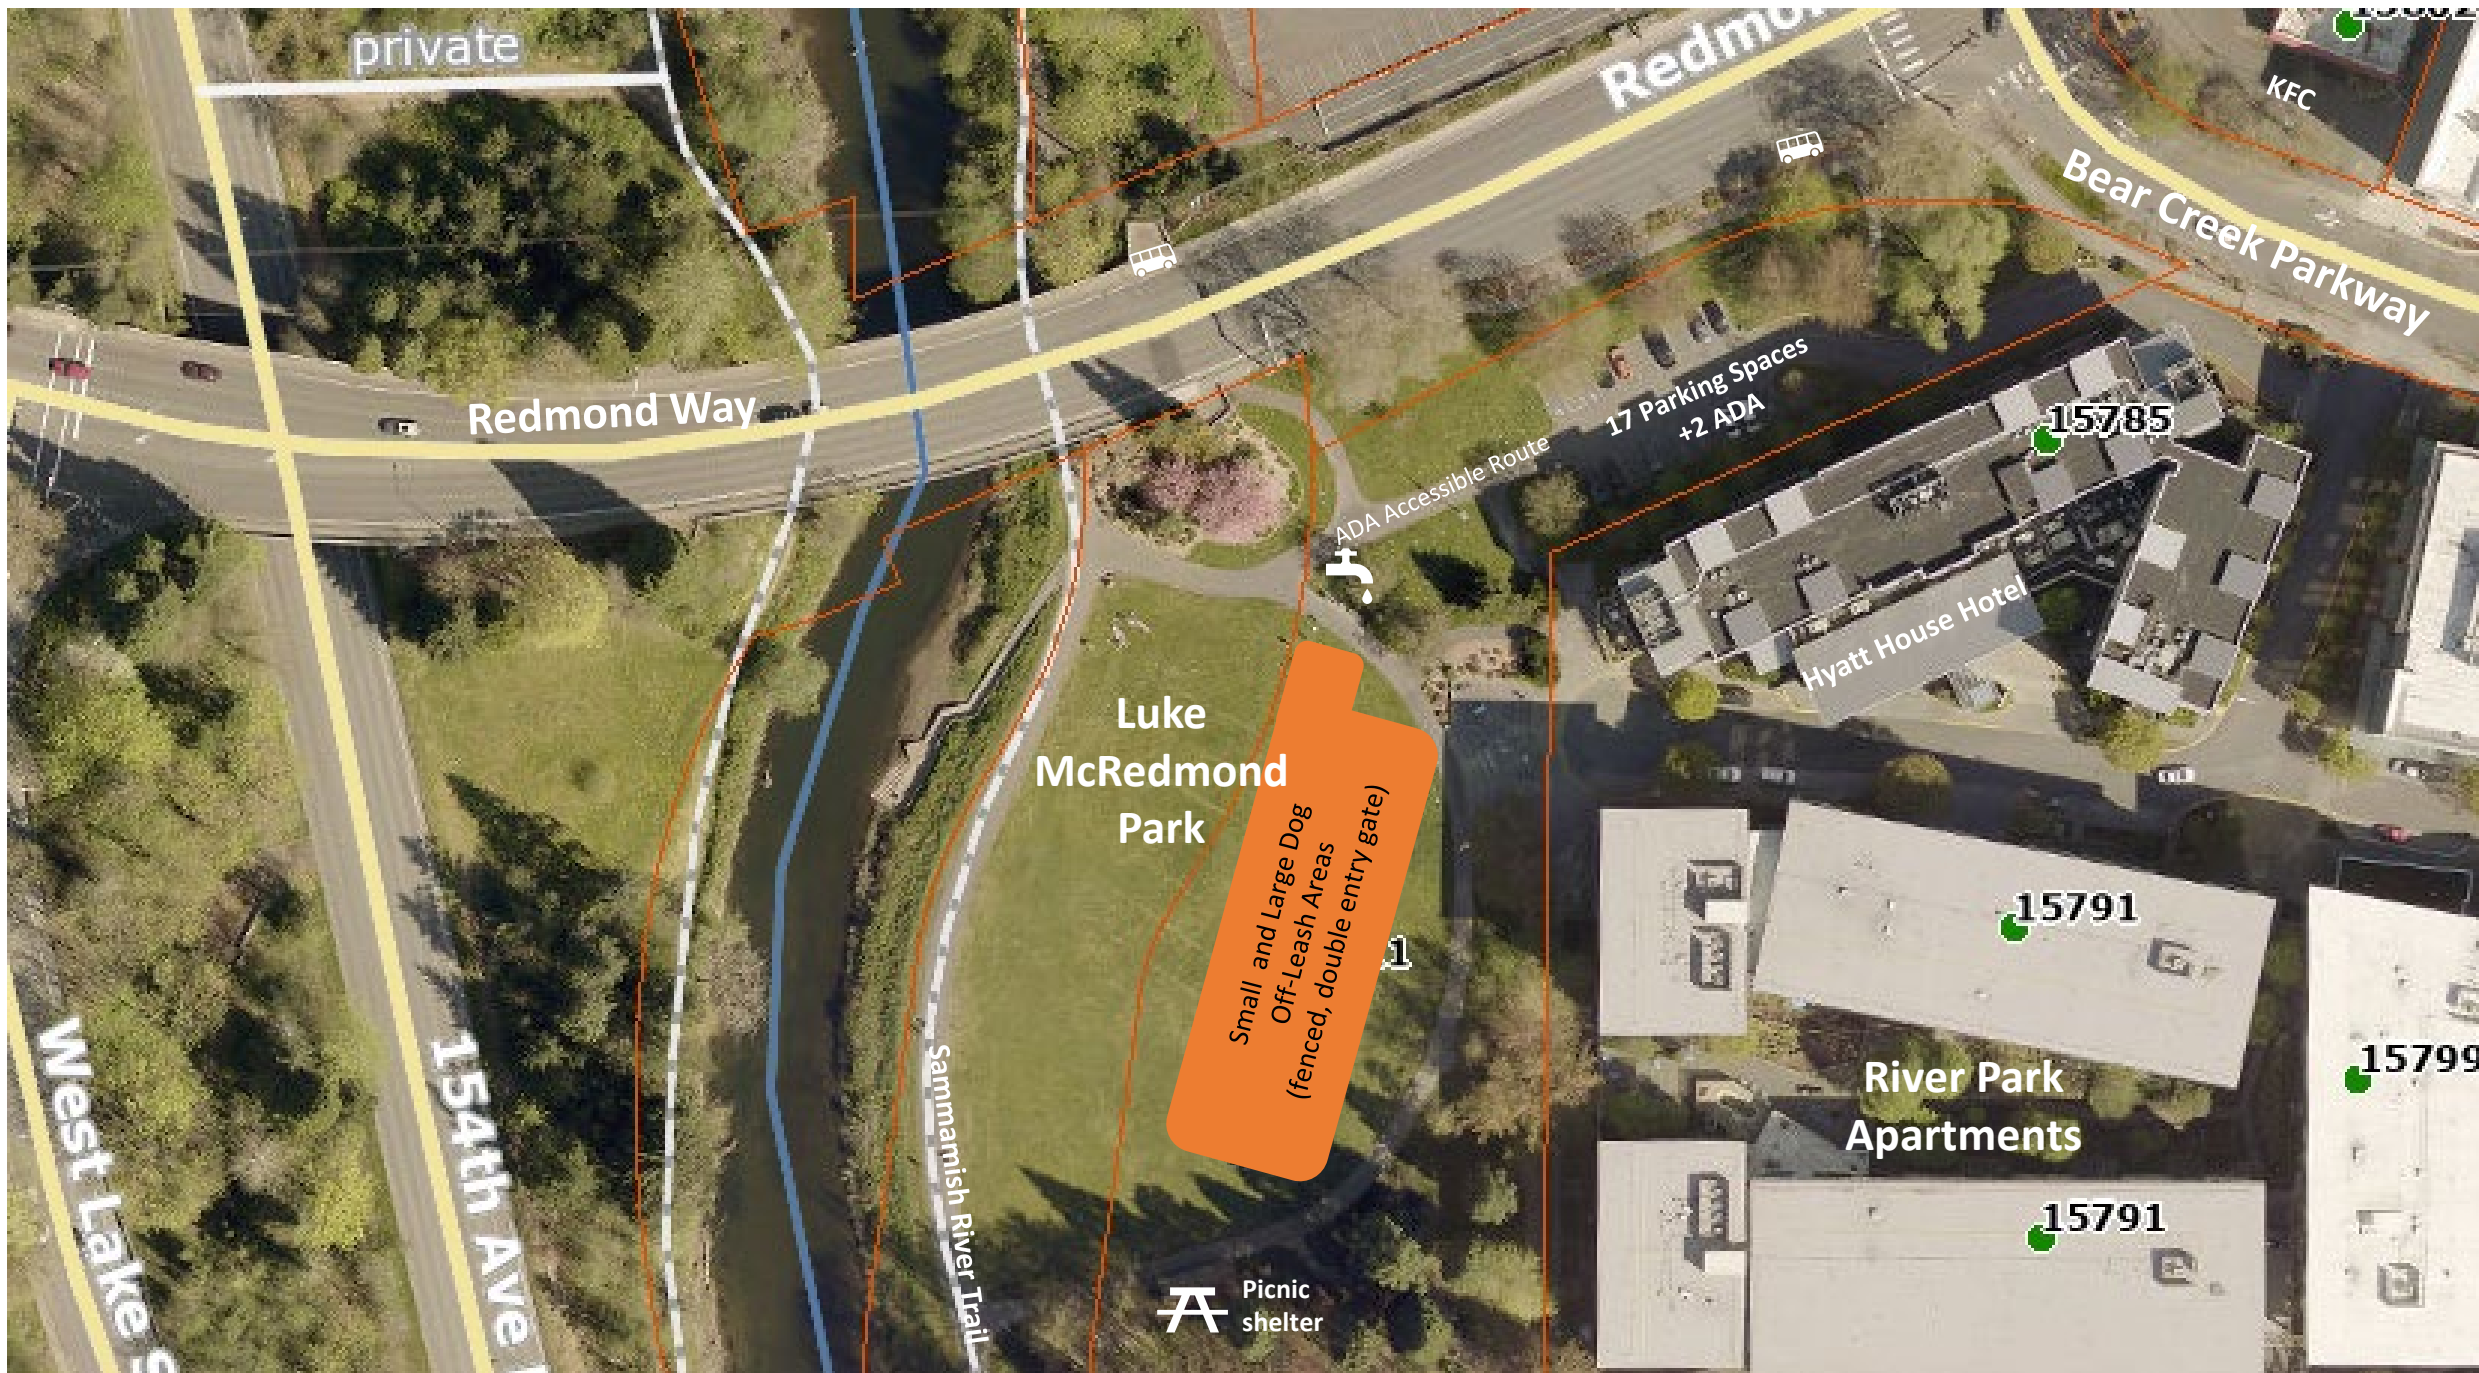 private
Redmo
KFC
Bear Creek Parkway
Redmond Way
17 Parking Spaces
+2 ADA
15785
ADA Accessible Route
Hyatt House Hotel
Luke
McRedmond
Park
Small and Large Dog
Off-Leash Areas
(fenced, double entry gate)
1
15791
15799
River Park
Apartments
West Lake S
154th Ave
Sammamish River Trail
15791
Picnic
shelter